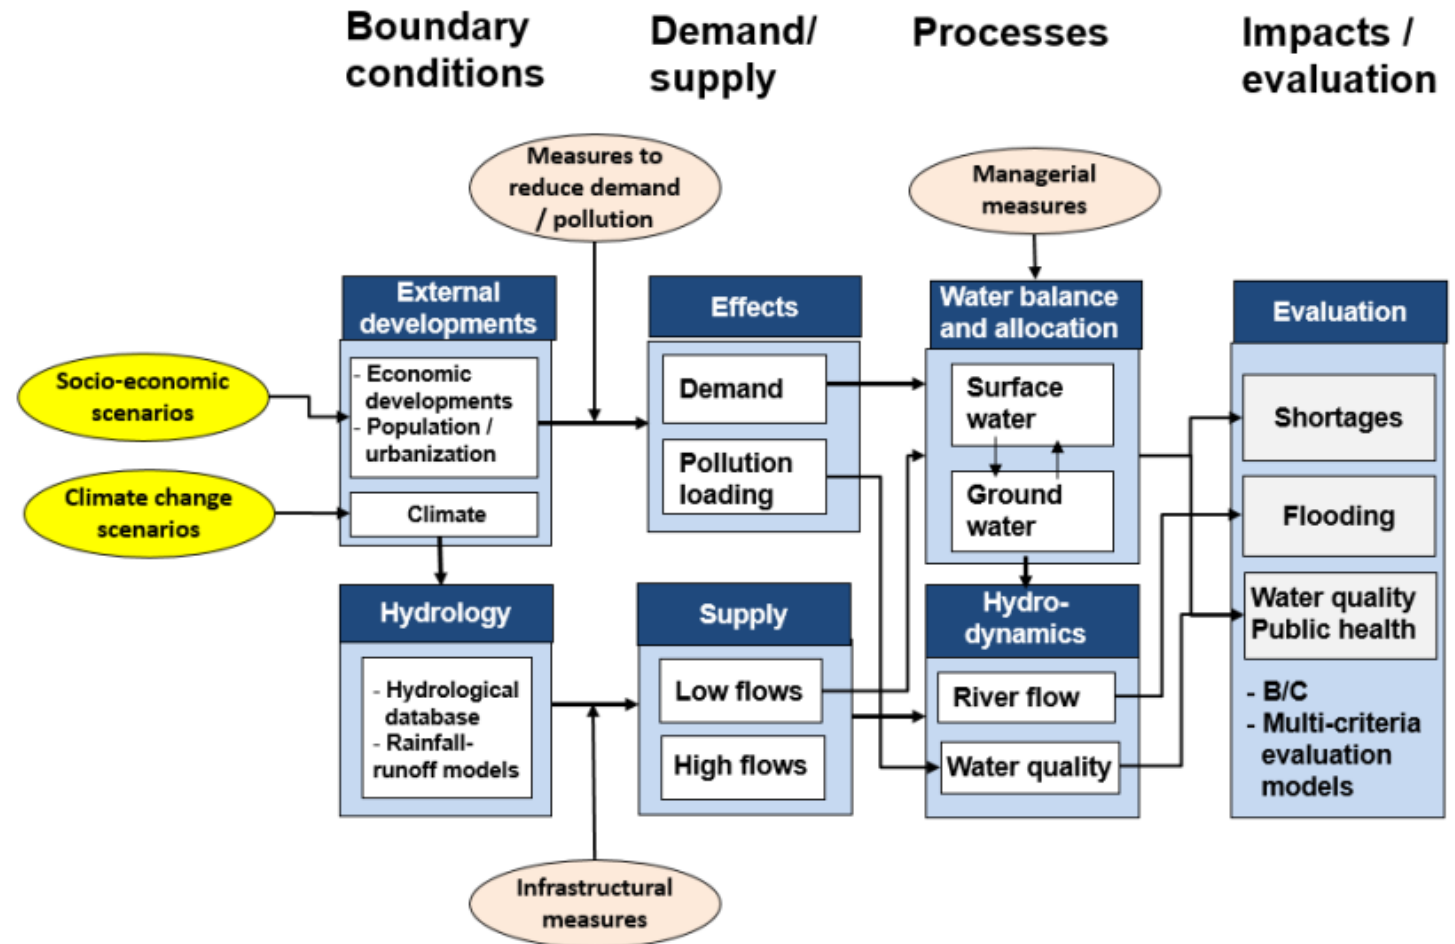 Boundary
conditions
Demand/
supply
Processes
Impacts /
evaluation
Measures to
reduce demand
/ pollution
Managerial
measures
External
developments
Effects
Water balance
and allocation
Evaluation
Socio-economic
scenarios
- Economic
developments
- Population /
urbanization
Demand
Surface
water
Shortages
Climate change
scenarios
Climate
Pollution
loading
Ground
water
Flooding
Hydrology
Supply
Hydro-
dynamics
Water quality
Public health
- Hydrological
database
- Rainfall-
runoff models
Low flows
High flows
River flow
Water quality
- B/C
- Multi-criteria
evaluation
models
Infrastructural
measures